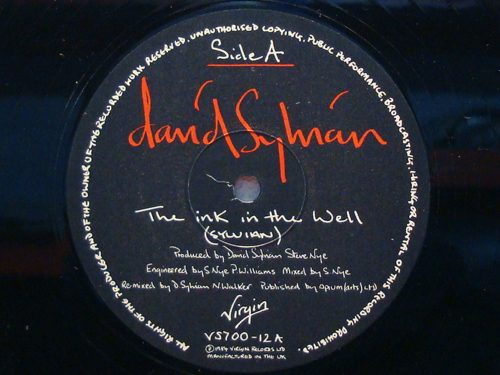 Side A
david Sylvian
The ink in the Well
(SYLVIAN)
Produced by David Sylvian Steve Nye
Engineered by S. Nye P. Williams Mixed by S. Nye
Re-mixed by D. Sylvian N. Walker Published by Opium (Arts) Ltd
Virgin
VS700-12A
Ⓟ 1984 VIRGIN RECORDS LTD
MANUFACTURED IN THE UK
ALL RIGHTS OF THE PRODUCER AND OF THE OWNER OF THE RECORDED WORK RESERVED. UNAUTHORISED COPYING, PUBLIC PERFORMANCE, BROADCASTING, HIRING OR RENTAL OF THIS RECORDING PROHIBITED.